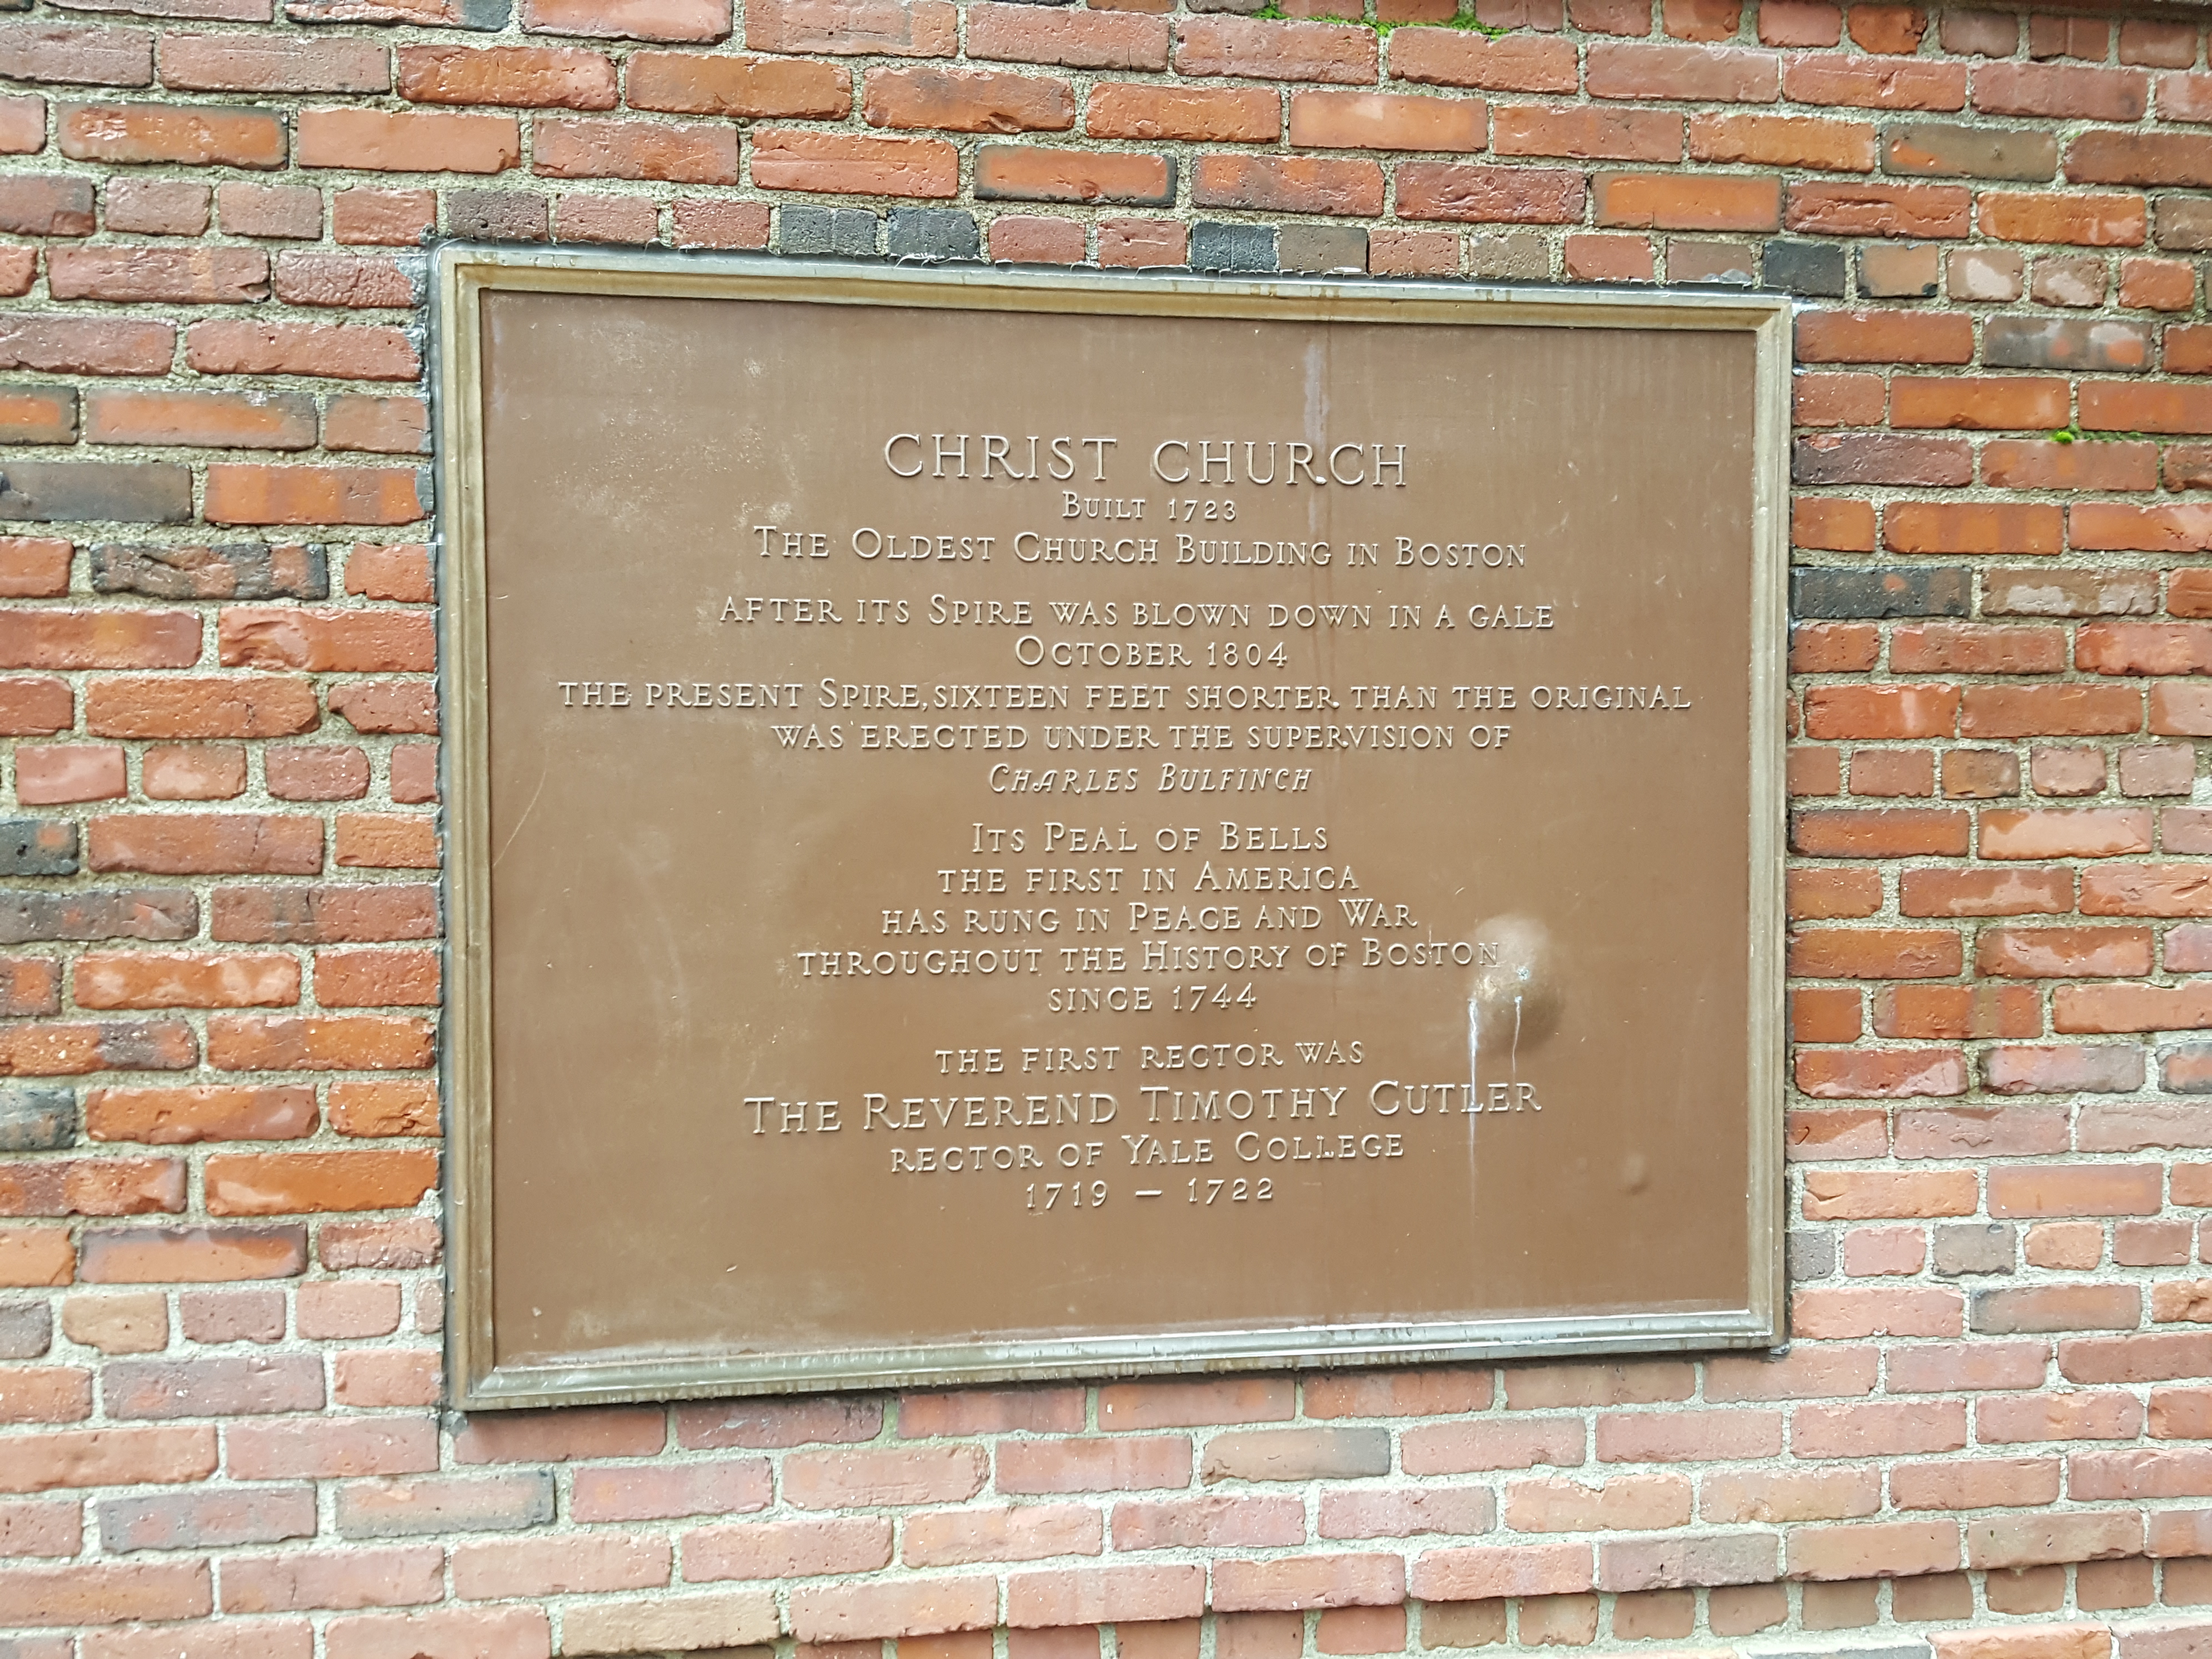 CHRIST CHURCH
BUILT 1723
THE OLDEST CHURCH BUILDING IN BOSTON
AFTER ITS SPIRE WAS BLOWN DOWN IN A GALE
OCTOBER 1804
THE PRESENT SPIRE, SIXTEEN FEET SHORTER THAN THE ORIGINAL
WAS ERECTED UNDER THE SUPERVISION OF
CHARLES BULFINCH
ITS PEAL OF BELLS
THE FIRST IN AMERICA
HAS RUNG IN PEACE AND WAR
THROUGHOUT THE HISTORY OF BOSTON
SINCE 1744
THE FIRST RECTOR WAS
THE REVEREND TIMOTHY CUTLER
RECTOR OF YALE COLLEGE
1719 – 1722